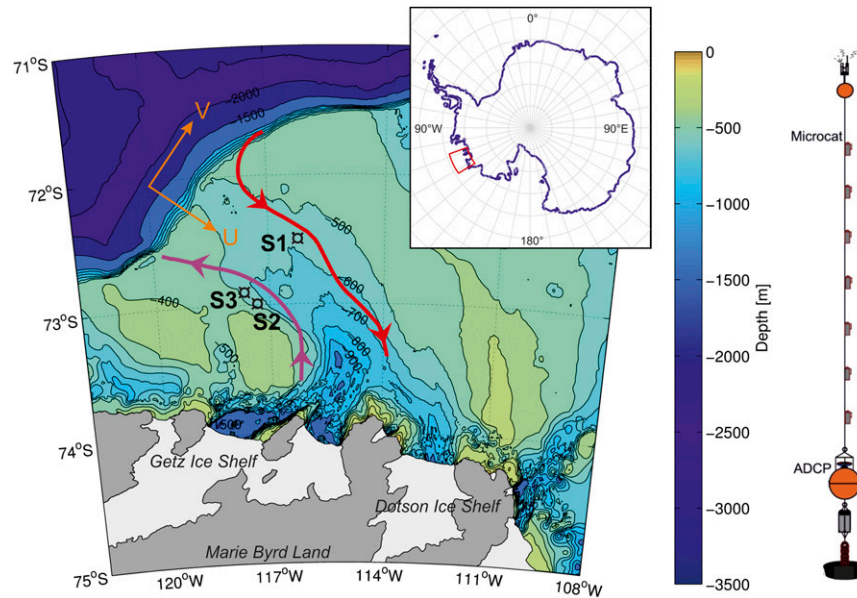 71°S
72°S
73°S
74°S
75°S
120°W
117°W
114°W
111°W
108°W
V
U
−2000
−1500
−500
−600
−700
−800
−900
−400
−500
S1
S3
S2
Getz Ice Shelf
Dotson Ice Shelf
Marie Byrd Land
0°
90°W
90°E
180°
0
−500
−1000
−1500
−2000
−2500
−3000
−3500
Depth [m]
Microcat
ADCP